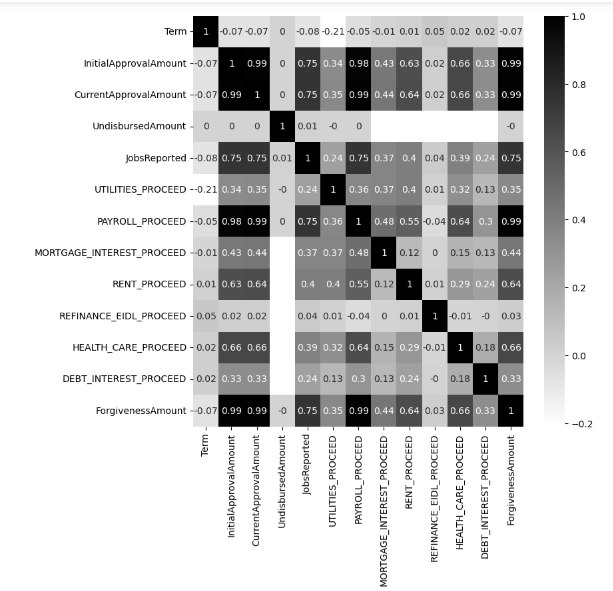 Term 1 -0.07 -0.07 0 -0.08 -0.21 -0.05 -0.01 0.01 0.05 0.02 0.02 -0.07
InitialApprovalAmount -0.07 1 0.99 0 0.75 0.34 0.98 0.43 0.63 0.02 0.66 0.33 0.99
CurrentApprovalAmount -0.07 0.99 1 0 0.75 0.35 0.99 0.44 0.64 0.02 0.66 0.33 0.99
UndisbursedAmount 0 0 0 1 0.01 -0 0 -0
JobsReported -0.08 0.75 0.75 0.01 1 0.24 0.75 0.37 0.4 0.04 0.39 0.24 0.75
UTILITIES_PROCEED -0.21 0.34 0.35 -0 0.24 1 0.36 0.37 0.4 0.01 0.32 0.13 0.35
PAYROLL_PROCEED -0.05 0.98 0.99 0 0.75 0.36 1 0.48 0.55 -0.04 0.64 0.3 0.99
MORTGAGE_INTEREST_PROCEED -0.01 0.43 0.44 0.37 0.37 0.48 1 0.12 0 0.15 0.13 0.44
RENT_PROCEED 0.01 0.63 0.64 0.4 0.4 0.55 0.12 1 0.01 0.29 0.24 0.64
REFINANCE_EIDL_PROCEED 0.05 0.02 0.02 0.04 0.01 -0.04 0 0.01 1 -0.01 -0 0.03
HEALTH_CARE_PROCEED 0.02 0.66 0.66 0.39 0.32 0.64 0.15 0.29 -0.01 1 0.18 0.66
DEBT_INTEREST_PROCEED 0.02 0.33 0.33 0.24 0.13 0.3 0.13 0.24 -0 0.18 1 0.33
ForgivenessAmount -0.07 0.99 0.99 -0 0.75 0.35 0.99 0.44 0.64 0.03 0.66 0.33 1
Term
InitialApprovalAmount
CurrentApprovalAmount
UndisbursedAmount
JobsReported
UTILITIES_PROCEED
PAYROLL_PROCEED
MORTGAGE_INTEREST_PROCEED
RENT_PROCEED
REFINANCE_EIDL_PROCEED
HEALTH_CARE_PROCEED
DEBT_INTEREST_PROCEED
ForgivenessAmount
1.0
0.8
0.6
0.4
0.2
0.0
−0.2